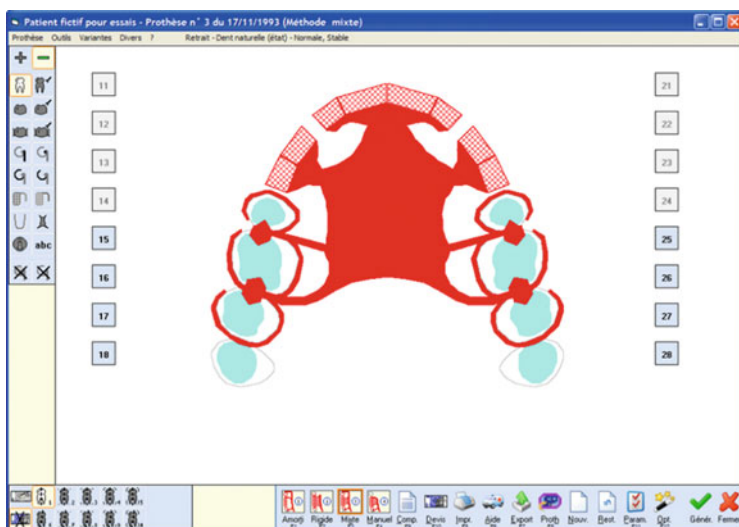 Patient fictif pour essais - Prothèse n° 3 du 17/11/1993 (Méthode mixte)
Prothèse Outils Variantes Divers ? Retrait - Dent naturelle (état) - Normale, Stable
11 21
12 22
13 23
14 24
15 25
abc
16 26
17 27
18 28
Amorti Rigide Mixte Manuel Comp. Devis Impr. Aide Export Proth Nouv. Rest. Param. Opt. Génér. Fermer